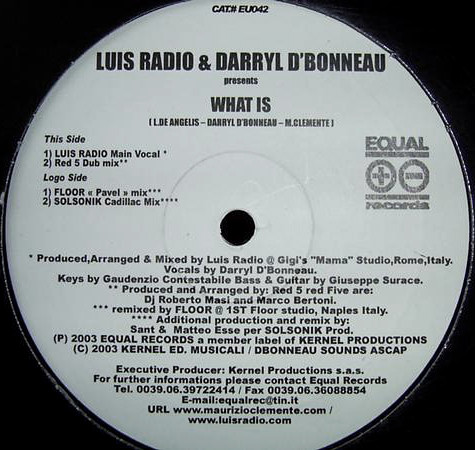 CAT.# EU042
LUIS RADIO & DARRYL D'BONNEAU
presents
WHAT IS
( L.DE ANGELIS – DARRYL D'BONNEAU – M.CLEMENTE )
This Side
1) LUIS RADIO Main Vocal *
2) Red 5 Dub mix**
Logo Side
1) FLOOR « Pavel » mix***
2) SOLSONIK Cadillac Mix****
EQUAL
records
* Produced,Arranged & Mixed by Luis Radio @ Gigi's "Mama" Studio,Rome,Italy.
Vocals by Darryl D'Bonneau.
Keys by Gaudenzio Contestabile Bass & Guitar by Giuseppe Surace.
** Produced and Arranged by: Red 5 red Five are:
Dj Roberto Masi and Marco Bertoni.
*** remixed by FLOOR @ 1ST Floor studio, Naples Italy.
**** Additional production and remix by:
Sant & Matteo Esse per SOLSONIK Prod.
(P) 2003 EQUAL RECORDS a member label of KERNEL PRODUCTIONS
(C) 2003 KERNEL ED. MUSICALI / DBONNEAU SOUNDS ASCAP
Executive Producer: Kernel Productions s.a.s.
For further informations please contact Equal Records
Tel. 0039.06.39722414 / Fax 0039.06.36088854
E-mail:equalrec@tin.it
URL www.maurizioclemente.com /
www.luisradio.com